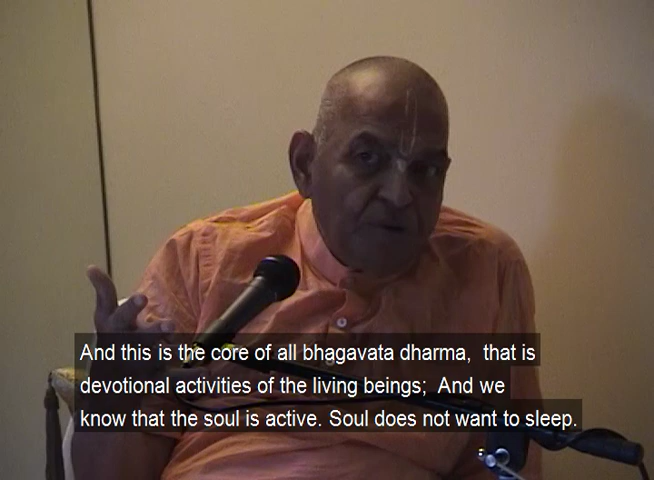 And this is the core of all bhagavata dharma,  that is
devotional activities of the living beings;  And we
know that the soul is active. Soul does not want to sleep.